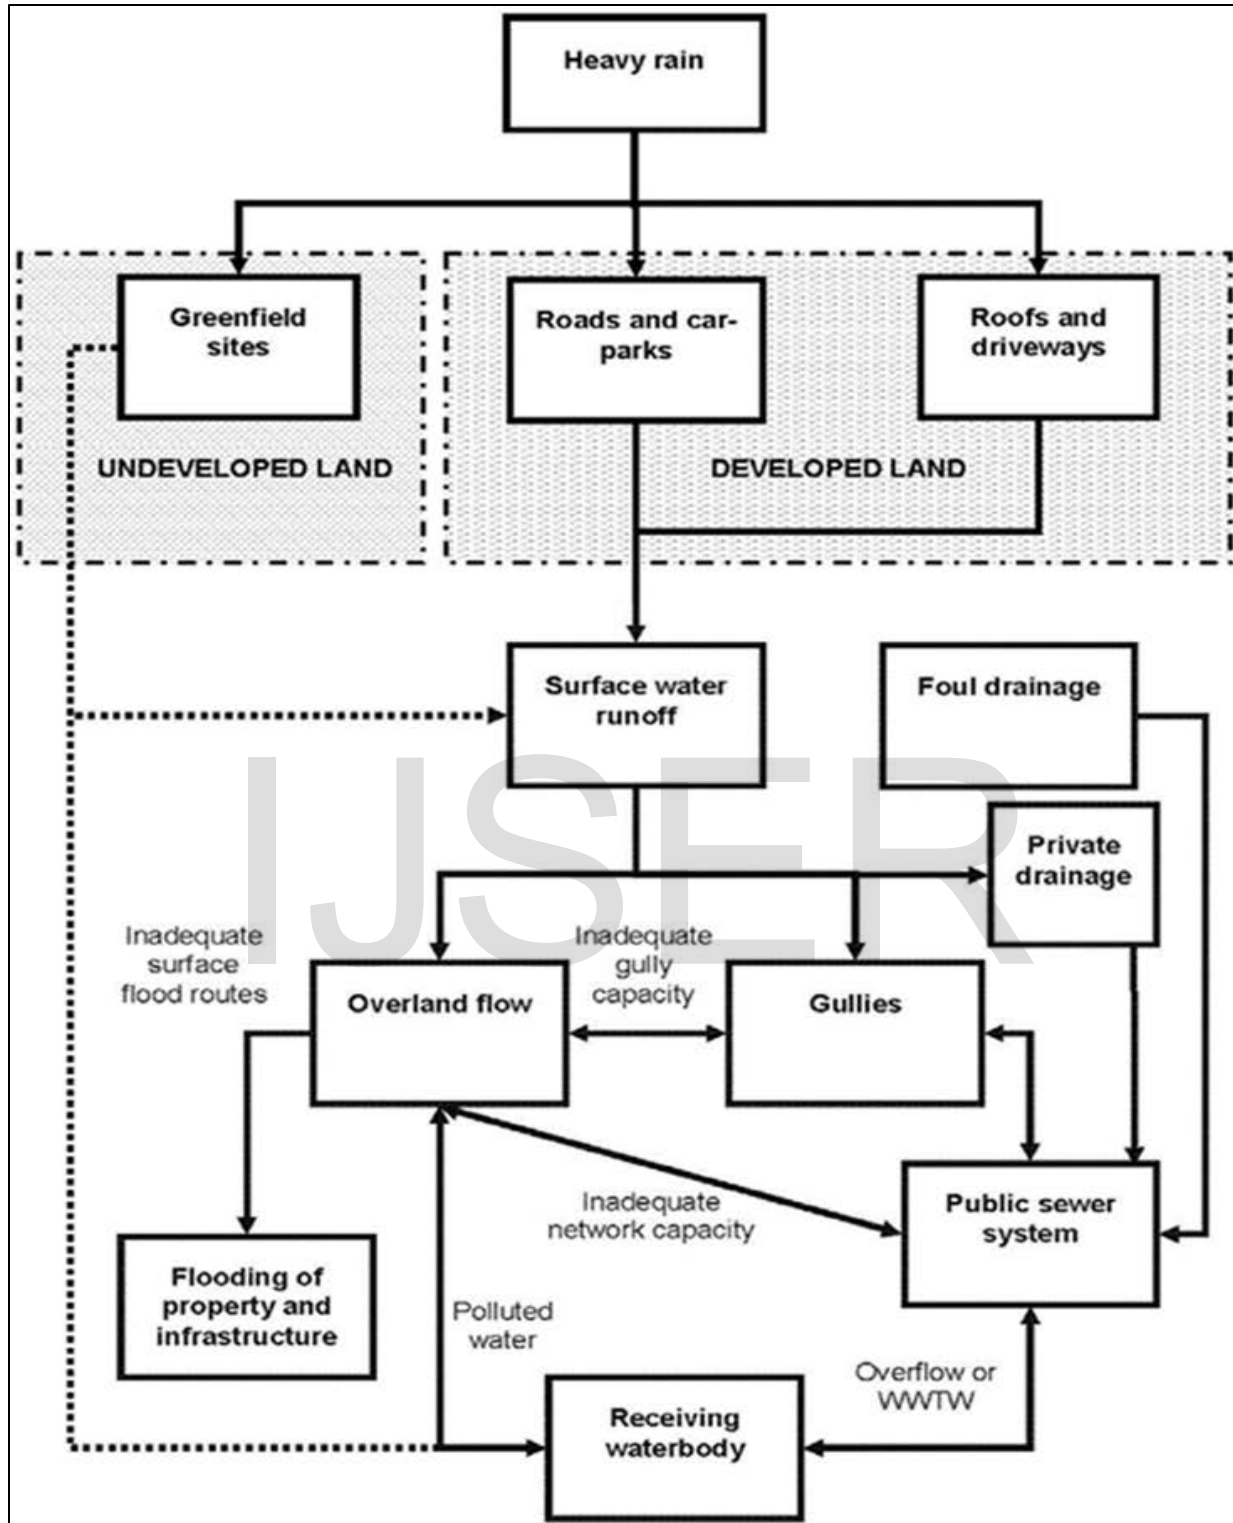 Heavy rain
Greenfield
sites
Roads and car-
parks
Roofs and
driveways
UNDEVELOPED LAND
DEVELOPED LAND
Surface water
runoff
Foul drainage
Private
drainage
Inadequate
surface
flood routes
Inadequate
gully
capacity
Overland flow
Gullies
Inadequate
network capacity
Public sewer
system
Flooding of
property and
infrastructure
Polluted
water
Overflow or
WWTW
Receiving
waterbody
IJSER